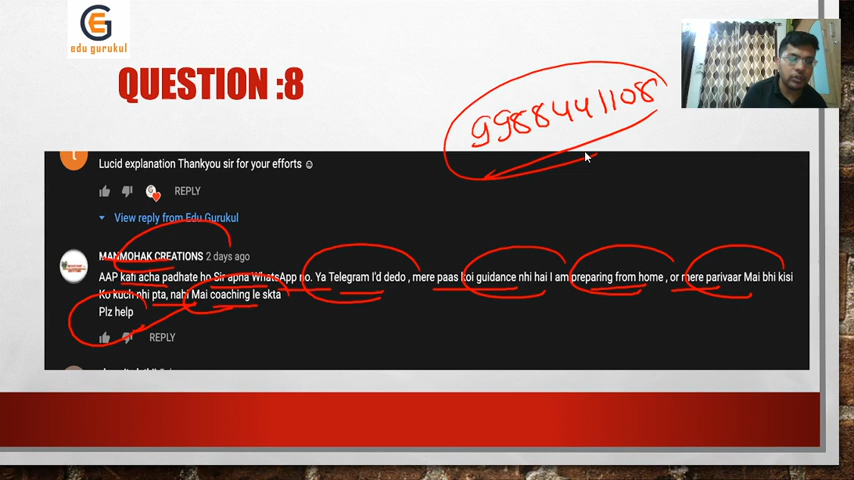 edu gurukul
QUESTION :8
9988441108
Lucid explanation Thankyou sir for your efforts ☺
REPLY
View reply from Edu Gurukul
MANMOHAK CREATIONS 2 days ago
AAP kafi acha padhate ho Sir apna WhatsApp no. Ya Telegram I'd dedo , mere paas koi guidance nhi hai I am preparing from home , or mere parivaar Mai bhi kisi
Ko kuch nhi pta, nahi Mai coaching le skta
Plz help
REPLY